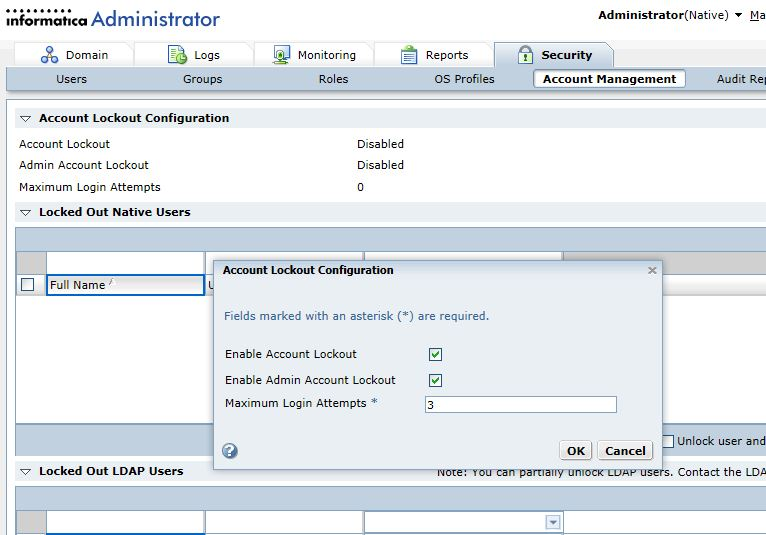 informatica Administrator
Administrator(Native) Ma
Domain Logs Monitoring Reports Security
Users Groups Roles OS Profiles Account Management Audit Rep
Account Lockout Configuration
Account Lockout Disabled
Admin Account Lockout Disabled
Maximum Login Attempts 0
Locked Out Native Users
Full Name U
Account Lockout Configuration
Fields marked with an asterisk (*) are required.
Enable Account Lockout
Enable Admin Account Lockout
Maximum Login Attempts * 3
? OK Cancel
Unlock user and
Locked Out LDAP Users Note: You can partially unlock LDAP users. Contact the LDA